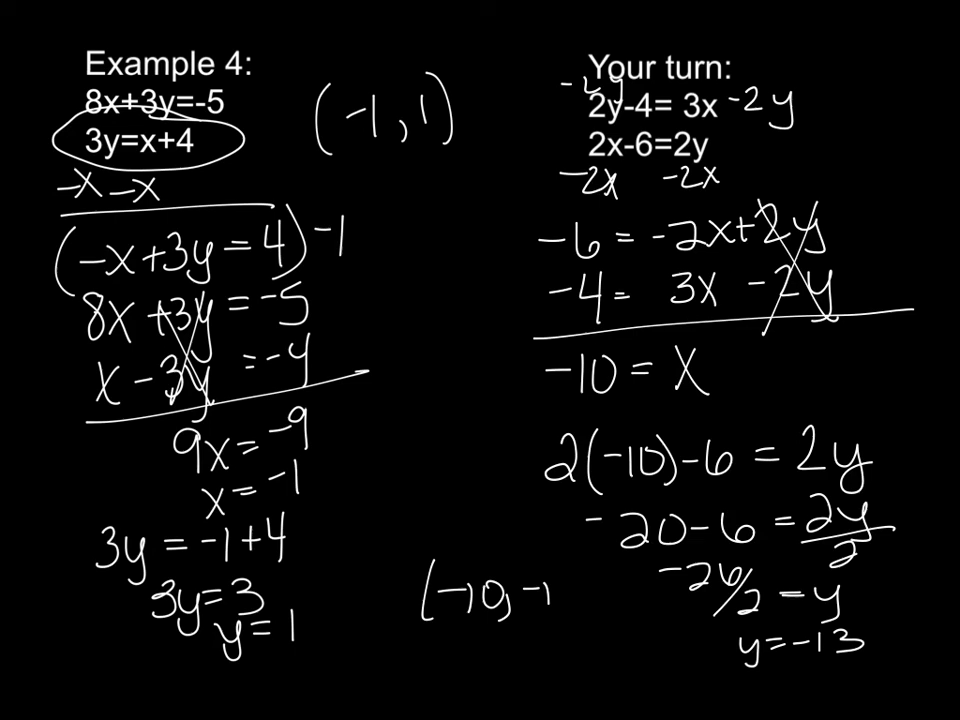 Example 4:
8x+3y=-5
3y=x+4
-x -x
(-x+3y=4)-1
8x+3y=-5
x-3y=-4
9x=-9
x=-1
3y=-1+4
3y=3
y=1
(-1,1)
Your turn:
-2y
2y-4= 3x -2y
2x-6=2y
-2x -2x
-6=-2x+2y
-4= 3x -2y
-10=x
2(-10)-6=2y
-20-6=2y/2
-26/2=y
y=-13
(-10,-1